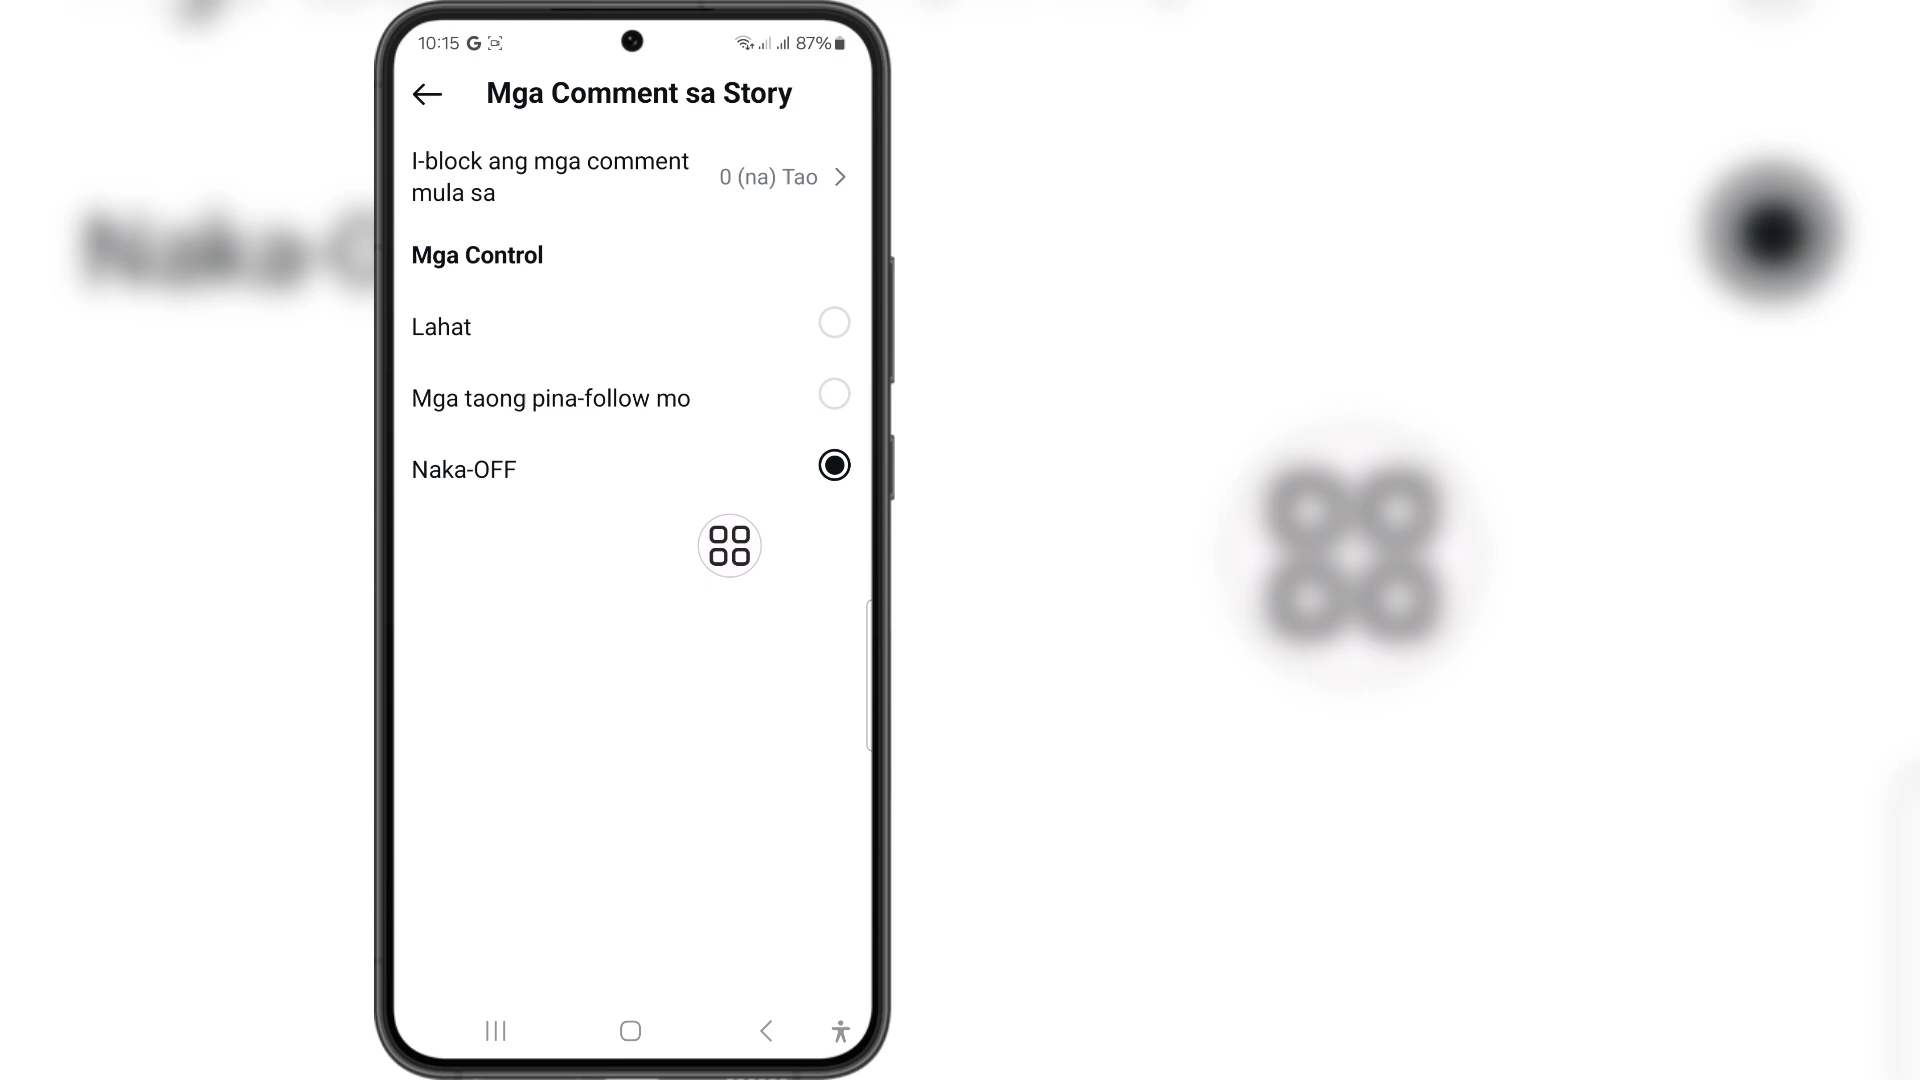 10:15 G 87%
Mga Comment sa Story
I-block ang mga comment
mula sa
0 (na) Tao
Mga Control
Lahat
Mga taong pina-follow mo
Naka-OFF